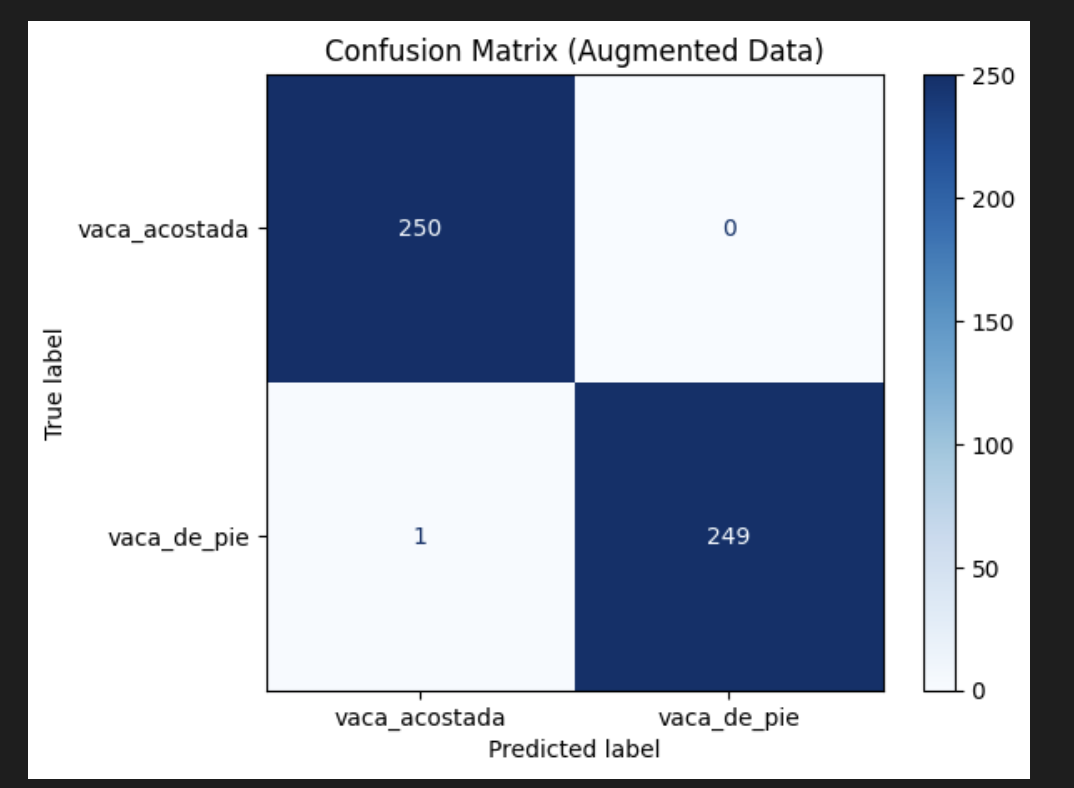 Confusion Matrix (Augmented Data)
250
200
150
100
50
0
True label
vaca_acostada
250
0
vaca_de_pie
1
249
vaca_acostada
vaca_de_pie
Predicted label